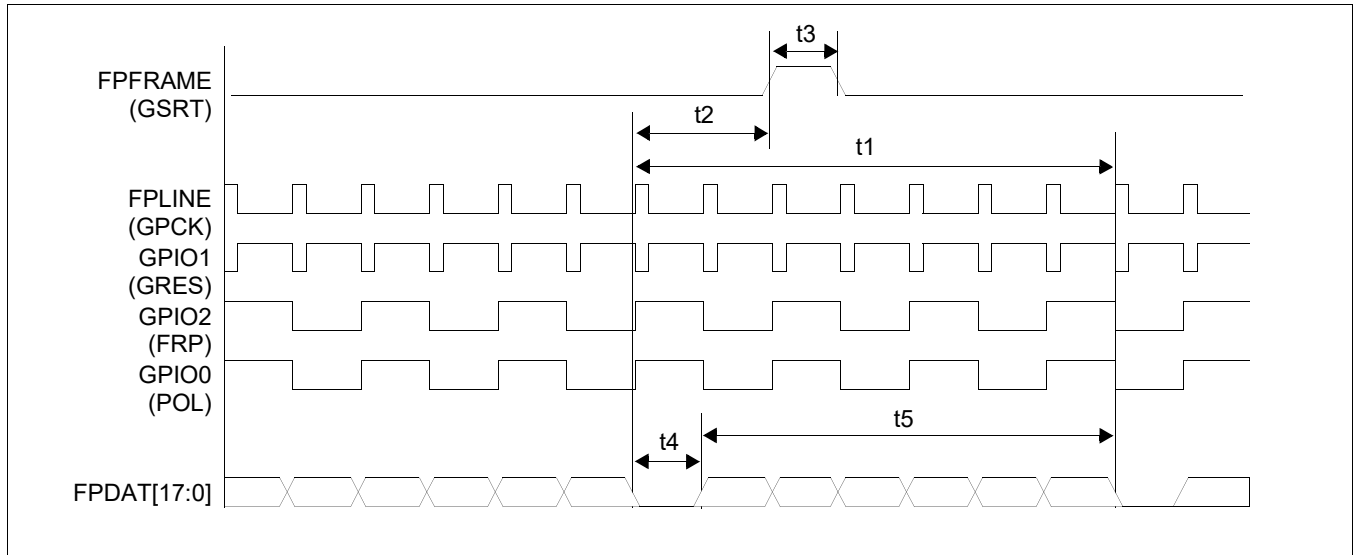 t3
FPFRAME
(GSRT)
t2
t1
FPLINE
(GPCK)
GPIO1
(GRES)
GPIO2
(FRP)
GPIO0
(POL)
t5
t4
FPDAT[17:0]